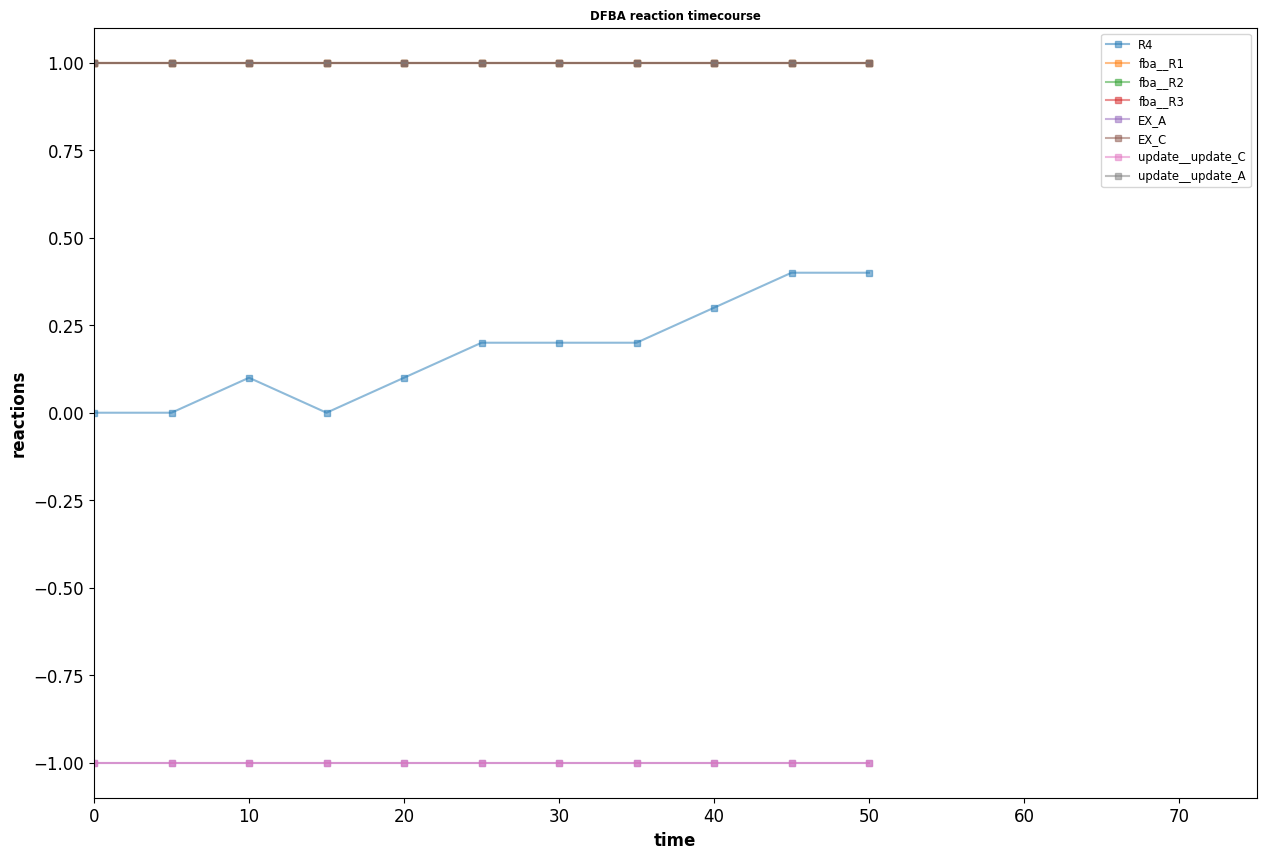 DFBA reaction timecourse
R4
fba__R1
fba__R2
fba__R3
EX_A
EX_C
update__update_C
update__update_A
1.00
0.75
0.50
0.25
0.00
−0.25
−0.50
−0.75
−1.00
reactions
0 10 20 30 40 50 60 70
time